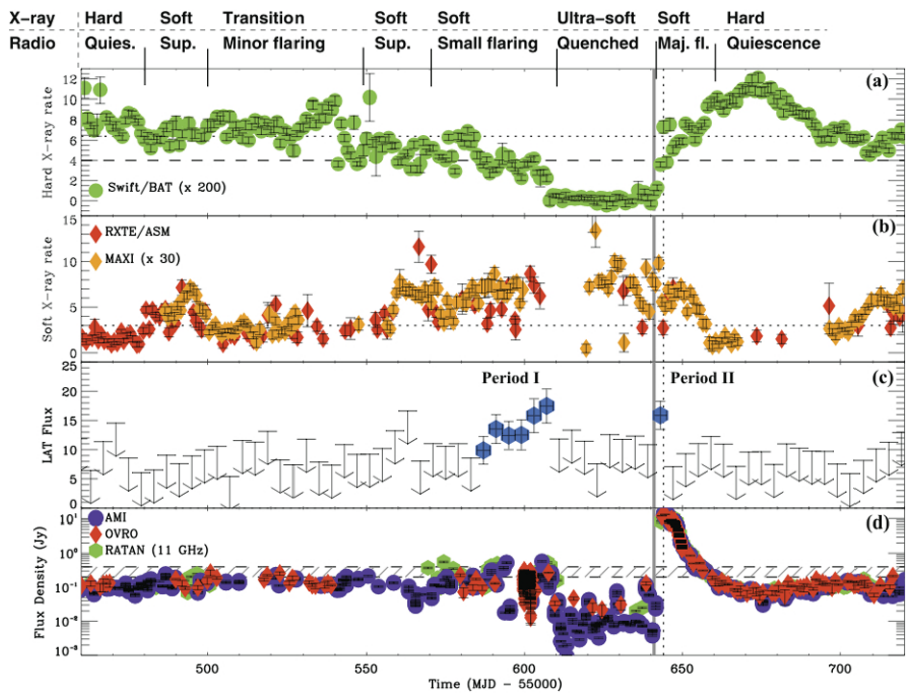 X-ray Hard Soft Transition Soft Soft Ultra-soft Soft Hard
Radio Quies. Sup. Minor flaring Sup. Small flaring Quenched Maj. fl. Quiescence
(a)
Hard X-ray rate
12
10
8
6
4
2
0
Swift/BAT (x 200)
(b)
Soft X-ray rate
15
10
5
0
RXTE/ASM
MAXI (x 30)
(c)
Period I Period II
LAT Flux
25
20
15
10
5
0
(d)
Flux Density (Jy)
10¹
10⁰
10⁻¹
10⁻²
10⁻³
AMI
OVRO
RATAN (11 GHz)
500 550 600 650 700
Time (MJD - 55000)